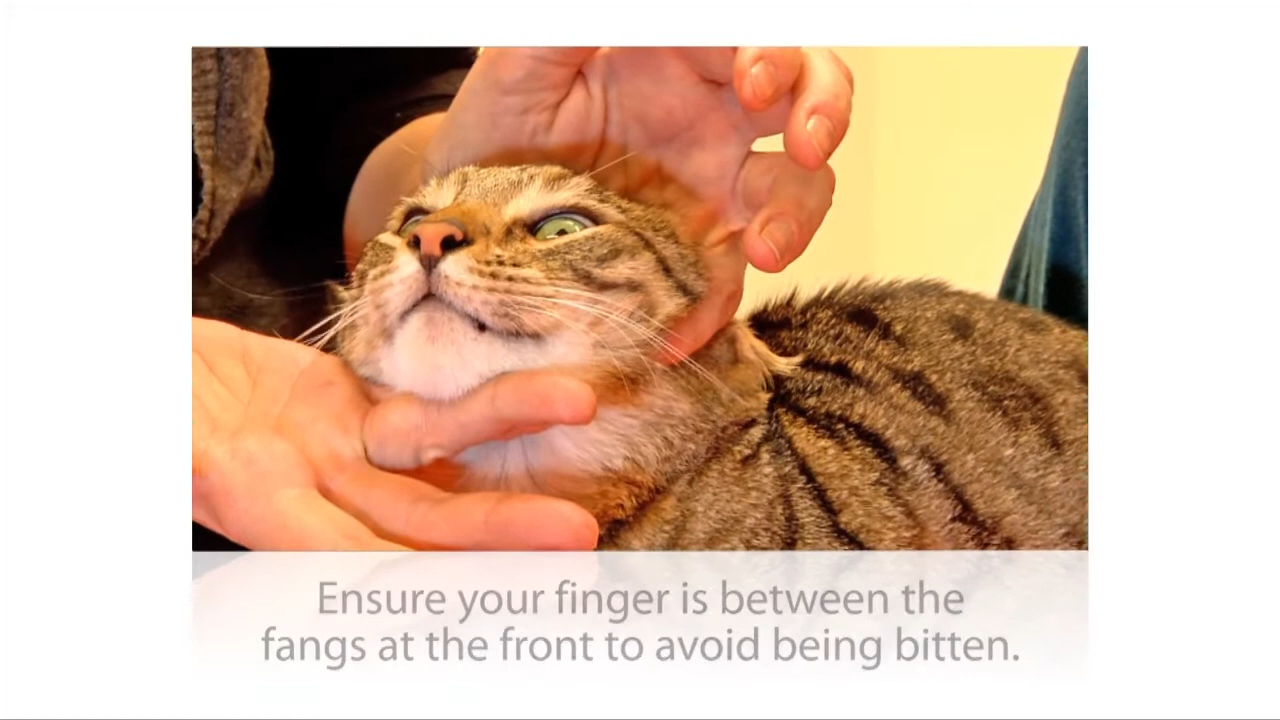 Ensure your finger is between the
fangs at the front to avoid being bitten.